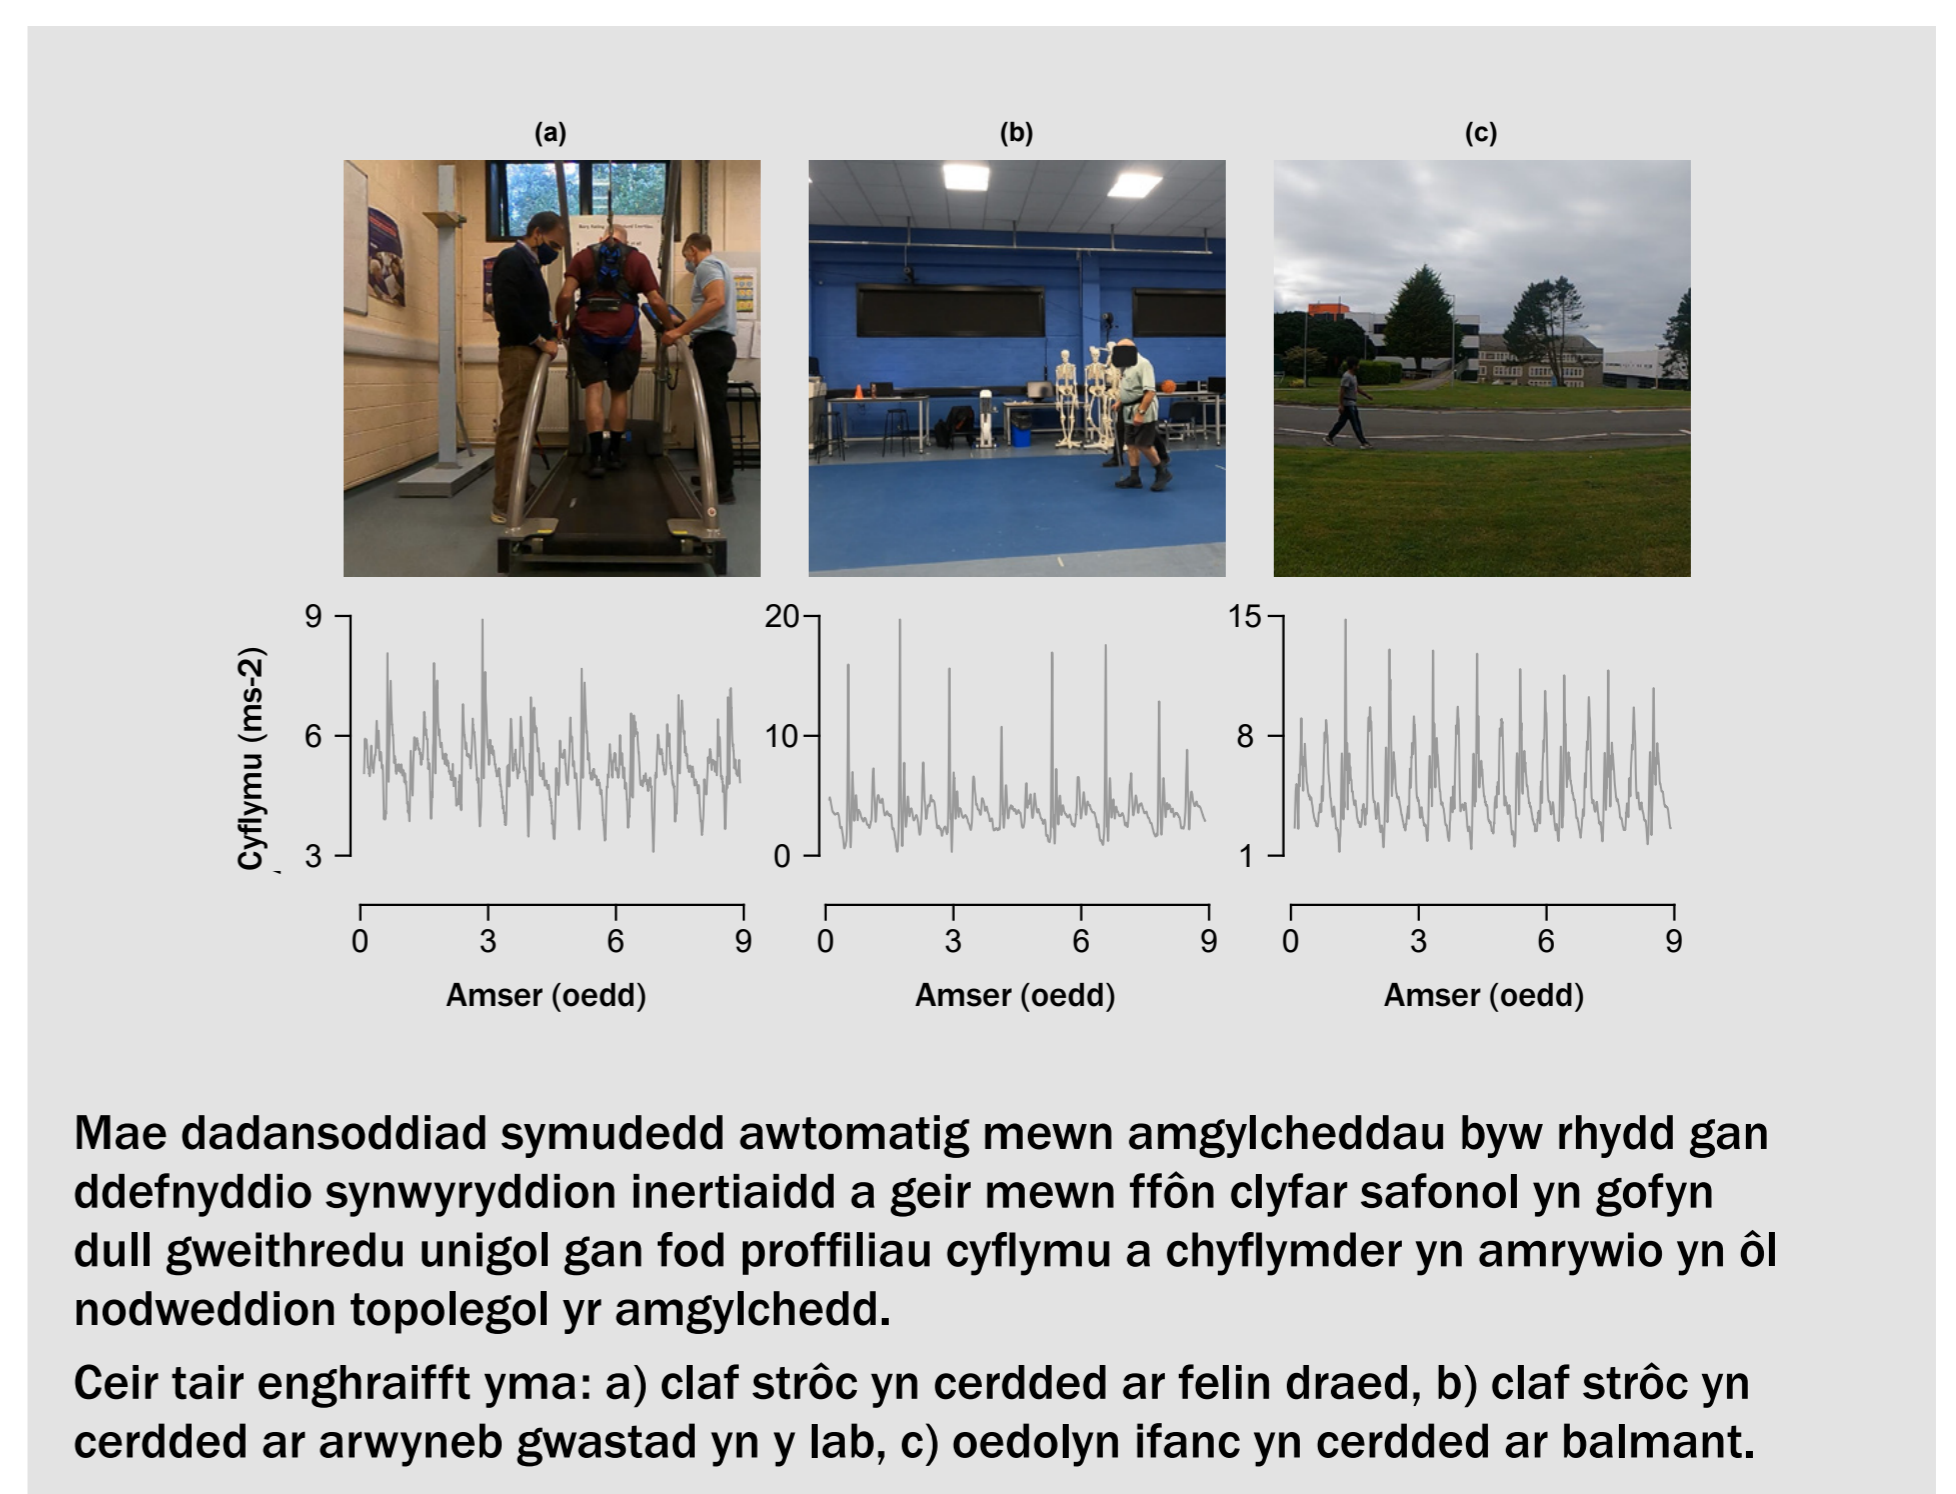 (a)
(b)
(c)
9
6
3
Cyflymu (ms-2)
0 3 6 9
Amser (oedd)
20
10
0
0 3 6 9
Amser (oedd)
15
8
1
0 3 6 9
Amser (oedd)
Mae dadansoddiad symudedd awtomatig mewn amgylcheddau byw rhydd gan
ddefnyddio synwyryddion inertiaidd a geir mewn ffôn clyfar safonol yn gofyn
dull gweithredu unigol gan fod proffiliau cyflymu a chyflymder yn amrywio yn ôl
nodweddion topolegol yr amgylchedd.
Ceir tair enghraifft yma: a) claf strôc yn cerdded ar felin draed, b) claf strôc yn
cerdded ar arwyneb gwastad yn y lab, c) oedolyn ifanc yn cerdded ar balmant.